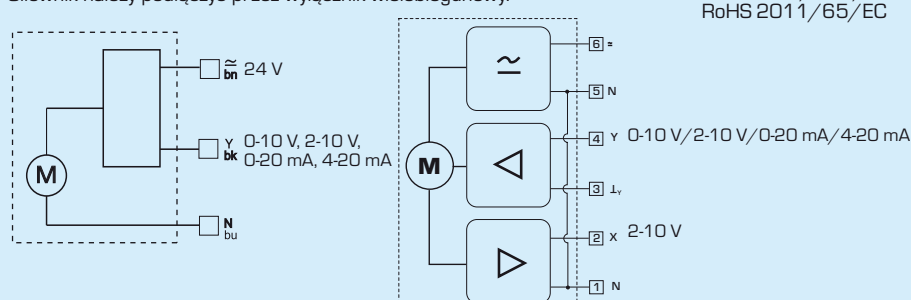 Siłownik należy podłączyć przez wyłącznik wielobiegunowy.
RoHS 2011/65/EC
≂ 24 V
bn
Y 0-10 V, 2-10 V,
bk 0-20 mA, 4-20 mA
M
N
bu
M
6 ≂
5 N
4 Y 0-10 V/2-10 V/0-20 mA/4-20 mA
3 ⊥Y
2 X 2-10 V
1 N